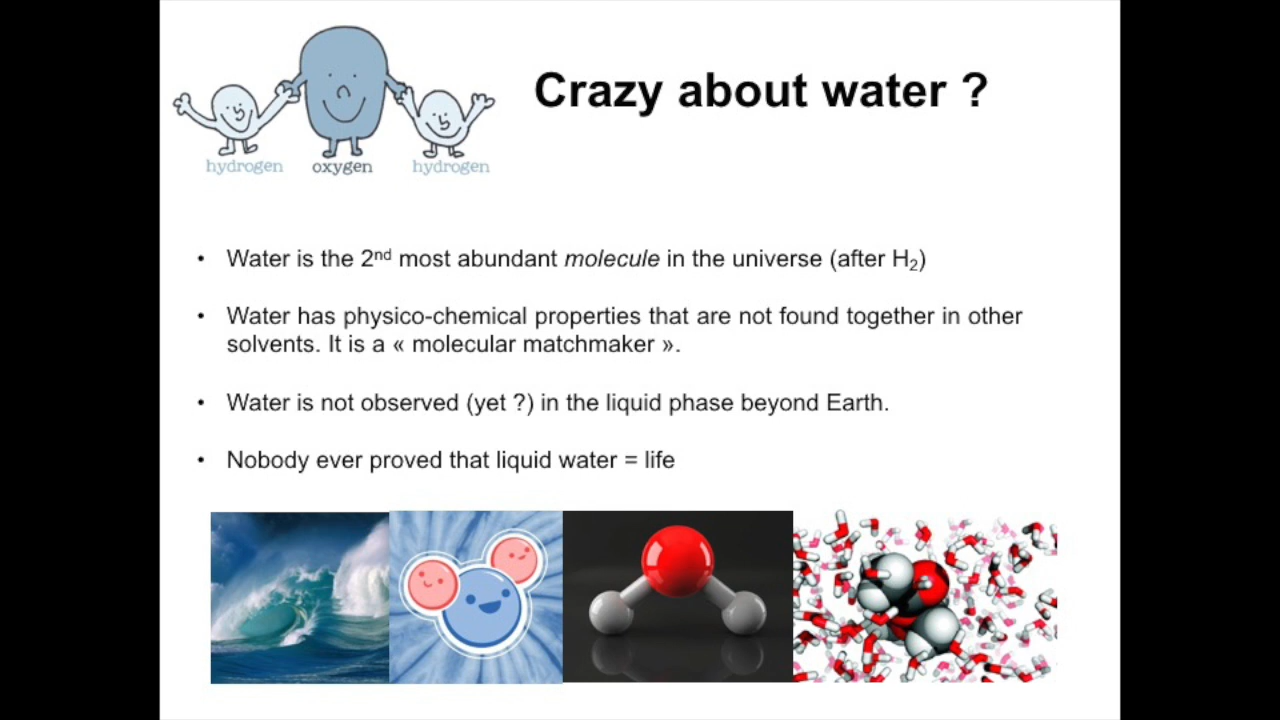 Crazy about water ?
hydrogen oxygen hydrogen
• Water is the 2nd most abundant molecule in the universe (after H₂)
• Water has physico-chemical properties that are not found together in other
solvents. It is a « molecular matchmaker ».
• Water is not observed (yet ?) in the liquid phase beyond Earth.
• Nobody ever proved that liquid water = life